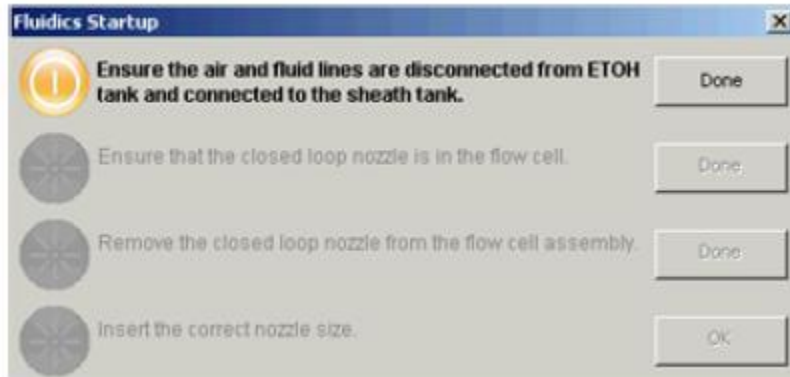 Fluidics Startup
Ensure the air and fluid lines are disconnected from ETOH
tank and connected to the sheath tank.
Done
Ensure that the closed loop nozzle is in the flow cell.
Done
Remove the closed loop nozzle from the flow cell assembly.
Done
Insert the correct nozzle size.
OK